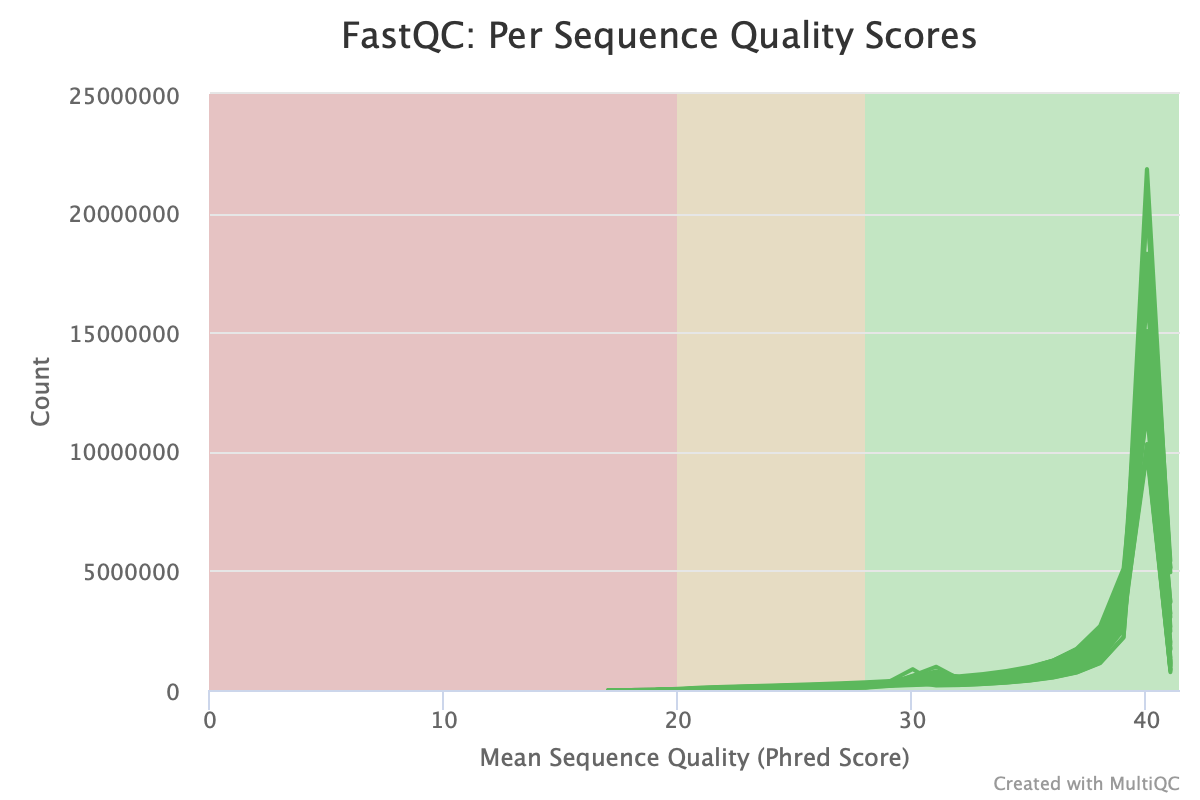 FastQC: Per Sequence Quality Scores
25000000
20000000
15000000
10000000
5000000
0
Count
0 10 20 30 40
Mean Sequence Quality (Phred Score)
Created with MultiQC